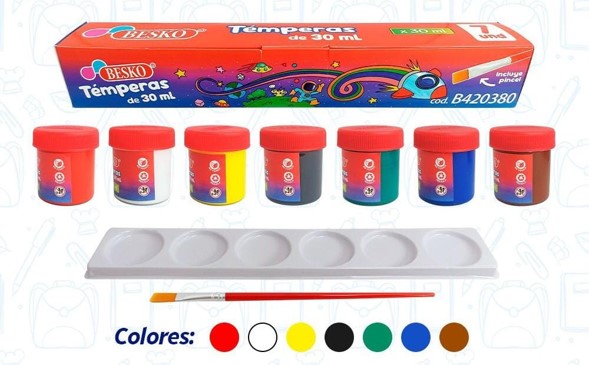 BESKO®
Témperas
de 30 mL
x 30 mL
7
und
BESKO®
Témperas
de 30 mL
incluye
pincel
cod. B420380
Colores: